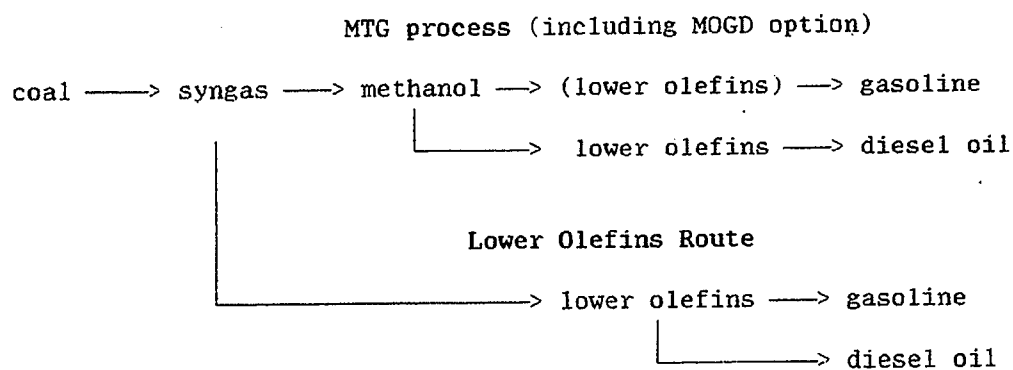 MTG process (including MOGD option)
coal ——> syngas ——> methanol ——> (lower olefins) ——> gasoline
——> lower olefins ——> diesel oil
Lower Olefins Route
——> lower olefins ——> gasoline
——> diesel oil